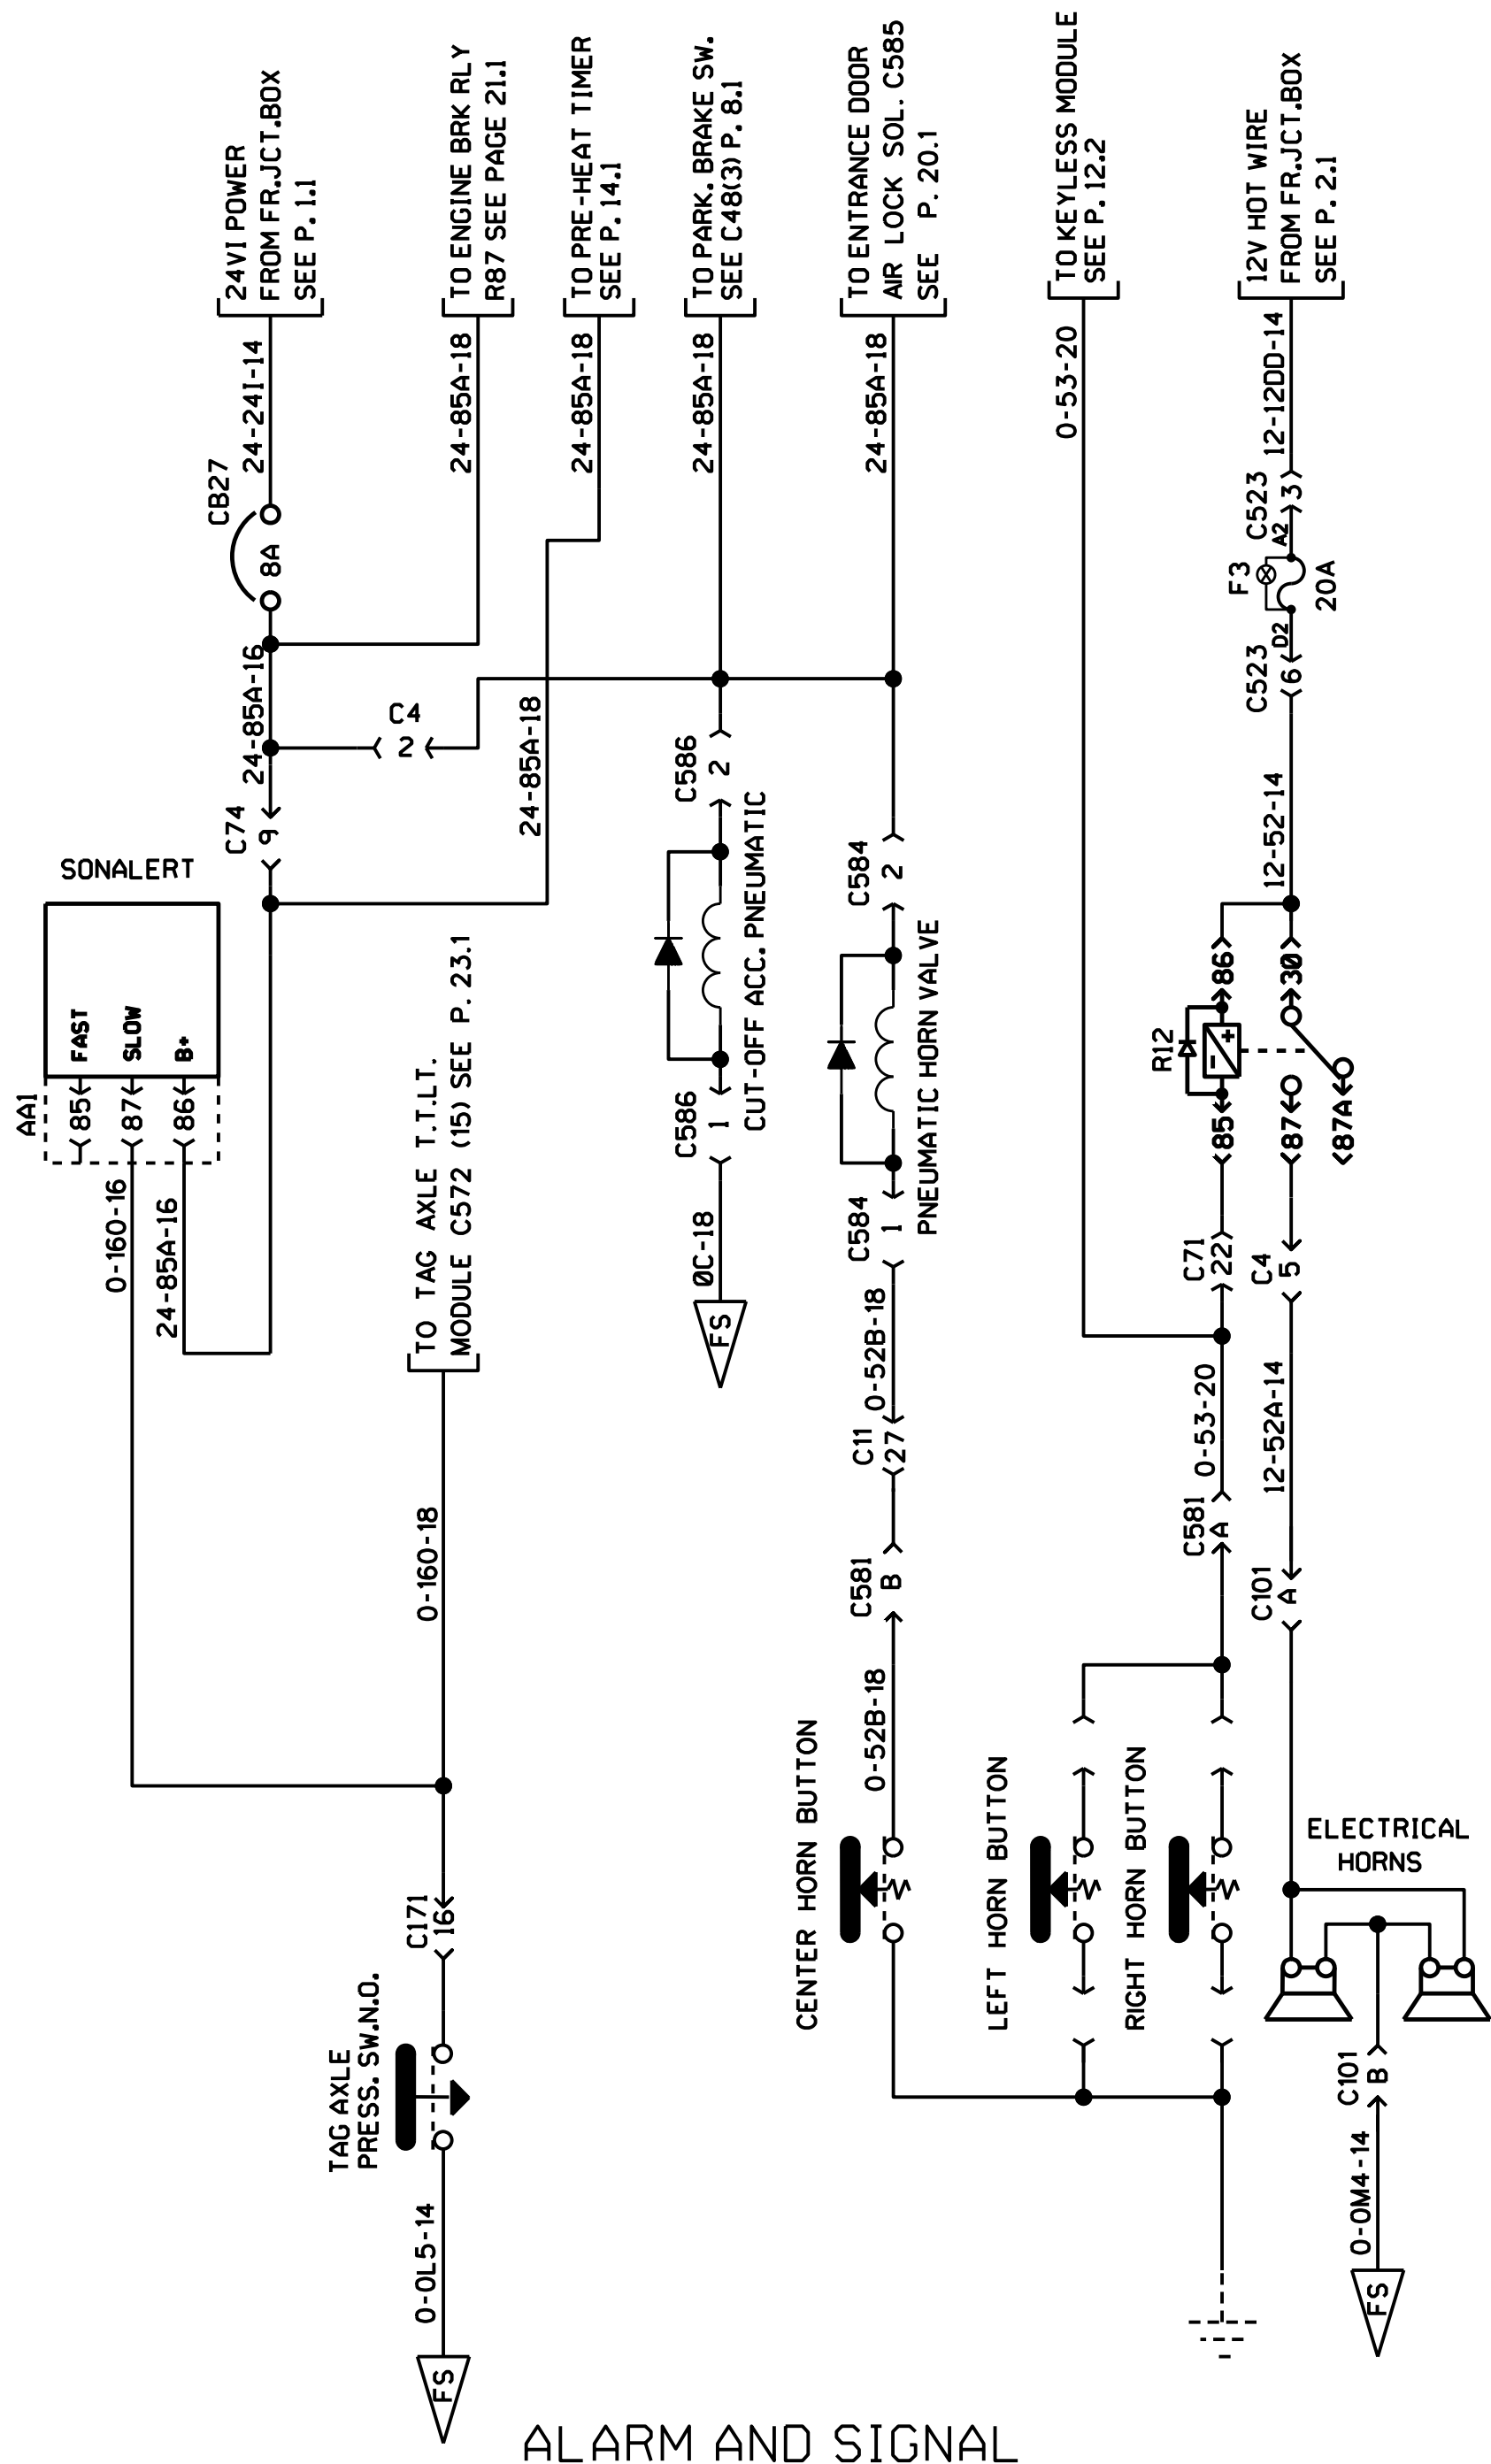 24VI POWER
FROM FR.JCT.BOX
SEE P. 1.1
TO ENGINE BRK RLY
R87 SEE PAGE 21.1
TO PRE-HEAT TIMER
SEE P. 14.1
TO PARK. BRAKE SW.
SEE C48(3) P. 8.1
TO ENTRANCE DOOR
AIR LOCK SOL. C585
SEE P. 20.1
TO KEYLESS MODULE
SEE P. 12.2
12V HOT WIRE
FROM FR.JCT.BOX
SEE P. 2.1
24-24I-14
24-85A-18
24-85A-18
24-85A-18
24-85A-18
0-53-20
12-12DD-14
CB27
8A
C523
3
A2
F3
20A
D2
C523
6
24-85A-16
C4
2
24-85A-18
C586
2
12-52-14
C74
9
C584
2
SONALERT
FAST
SLOW
B+
AA1
85
87
86
CUT-OFF ACC. PNEUMATIC
PNEUMATIC HORN VALVE
86
30
R12
+
-
85
87
87A
C586
1
C584
1
0-160-16
24-85A-16
TO TAG AXLE T.T.LT.
MODULE C572 (15) SEE P. 23.1
0C-18
FS
0-52B-18
C71
22
C4
5
0-53-20
12-52A-14
C11
27
0-160-18
C581
B
C581
A
C101
A
0-52B-18
CENTER HORN BUTTON
LEFT HORN BUTTON
RIGHT HORN BUTTON
ELECTRICAL
HORNS
C171
16
TAG AXLE
PRESS. SW.N.O.
C101
B
0-0L5-14
0-0M4-14
FS
FS
ALARM AND SIGNAL